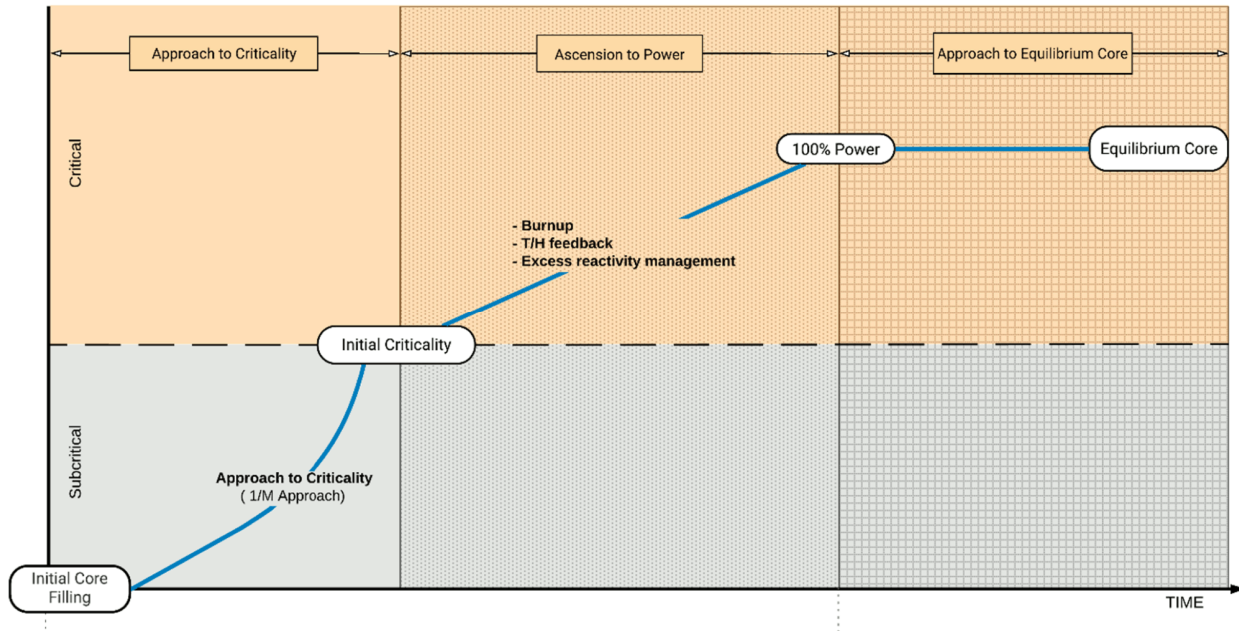 Approach to Criticality
Ascension to Power
Approach to Equilibrium Core
Critical
100% Power
Equilibrium Core
- Burnup
- T/H feedback
- Excess reactivity management
Initial Criticality
Subcritical
Approach to Criticality
( 1/M Approach)
Initial Core
Filling
TIME